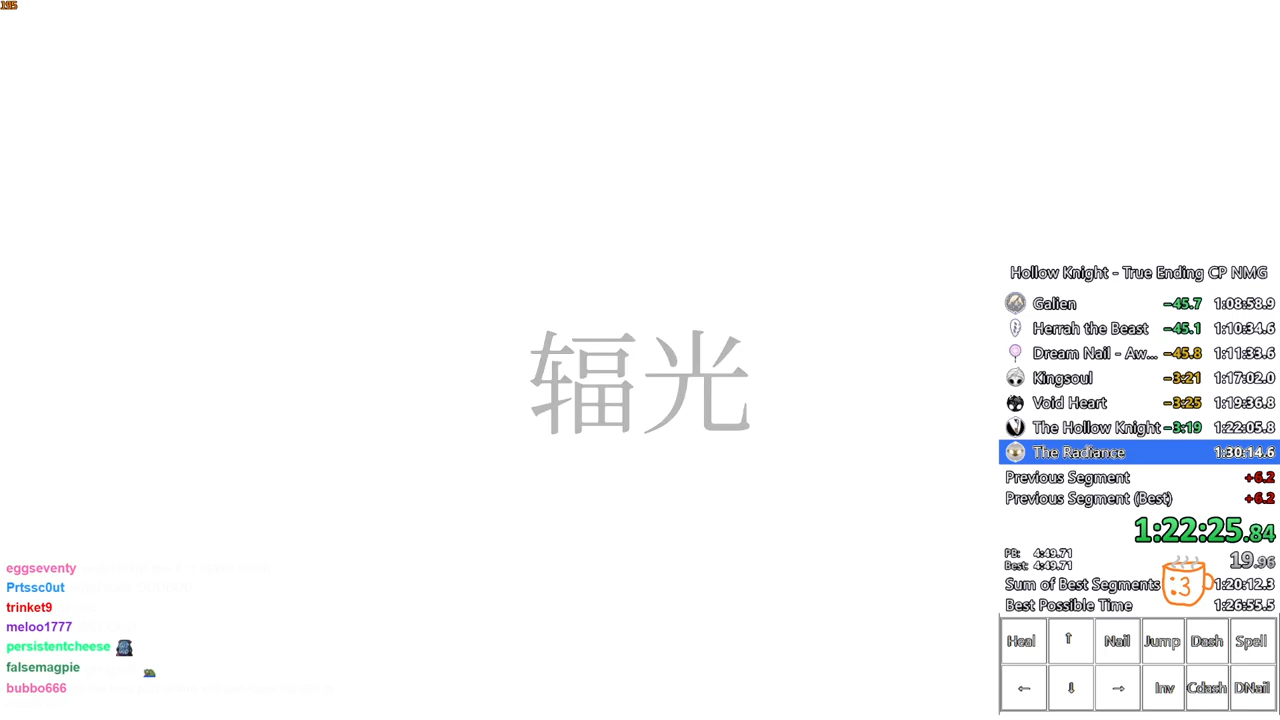 195
辐光
Hollow Knight - True Ending CP NMG
Galien -45.7 1:08:58.9
Herrah the Beast -45.1 1:10:34.6
Dream Nail - Aw... -45.8 1:11:33.6
Kingsoul -3:21 1:17:02.0
Void Heart -3:25 1:19:36.8
The Hollow Knight -3:19 1:22:05.8
The Radiance 1:30:14.6
Previous Segment +6.2
Previous Segment (Best) +6.2
1:22:25.84
PB: 4:49.71 19.96
Best: 4:49.71
:3
Sum of Best Segments 1:20:12.3
Best Possible Time 1:26:55.5
Heal ↑ Nail Jump Dash Spell
← ↓ → Inv Cdash DNail
eggseventy
Prtssc0ut
trinket9
meloo1777
persistentcheese
falsemagpie
bubbo666